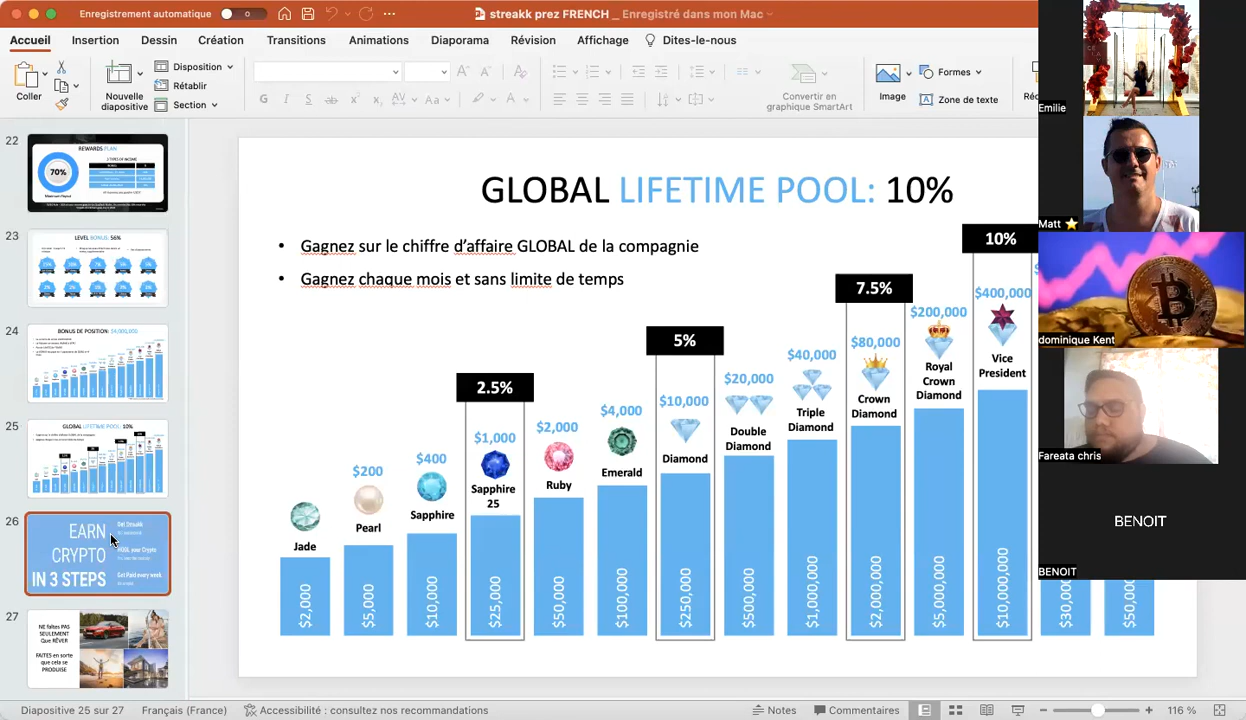 Enregistrement automatique
streakk prez FRENCH _ Enregistré dans mon Mac
Accueil
Insertion
Dessin
Création
Transitions
Animations
Diaporama
Révision
Affichage
Dites-le-nous
Coller
Nouvelle
diapositive
Disposition
Rétablir
Section
Convertir en
graphique SmartArt
Image
Formes
Zone de texte
22
REWARDS PLAN
70%
23
LEVEL BONUS: 56%
24
BONUS DE POSITION: $4,000,000
25
GLOBAL LIFETIME POOL: 10%
26
EARN
CRYPTO
IN 3 STEPS
Get Streakk
POOL your Crypto
Get Paid every week
27
NE faites PAS
SEULEMENT
Que RÊVER
FAITES en sorte
que cela se
PRODUISE
GLOBAL LIFETIME POOL: 10%
• Gagnez sur le chiffre d'affaire GLOBAL de la compagnie
• Gagnez chaque mois et sans limite de temps
2.5%
5%
7.5%
10%
Jade
$2,000
$200
Pearl
$5,000
$400
Sapphire
$10,000
$1,000
Sapphire
25
$25,000
$2,000
Ruby
$50,000
$4,000
Emerald
$100,000
$10,000
Diamond
$250,000
$20,000
Double
Diamond
$500,000
$40,000
Triple
Diamond
$1,000,000
$80,000
Crown
Diamond
$2,000,000
$200,000
Royal
Crown
Diamond
$5,000,000
$400,000
Vice
President
$10,000,000
Emilie
Matt
dominique Kent
Fareata chris
BENOIT
BENOIT
Diapositive 25 sur 27
Français (France)
Accessibilité : consultez nos recommandations
Notes
Commentaires
116 %